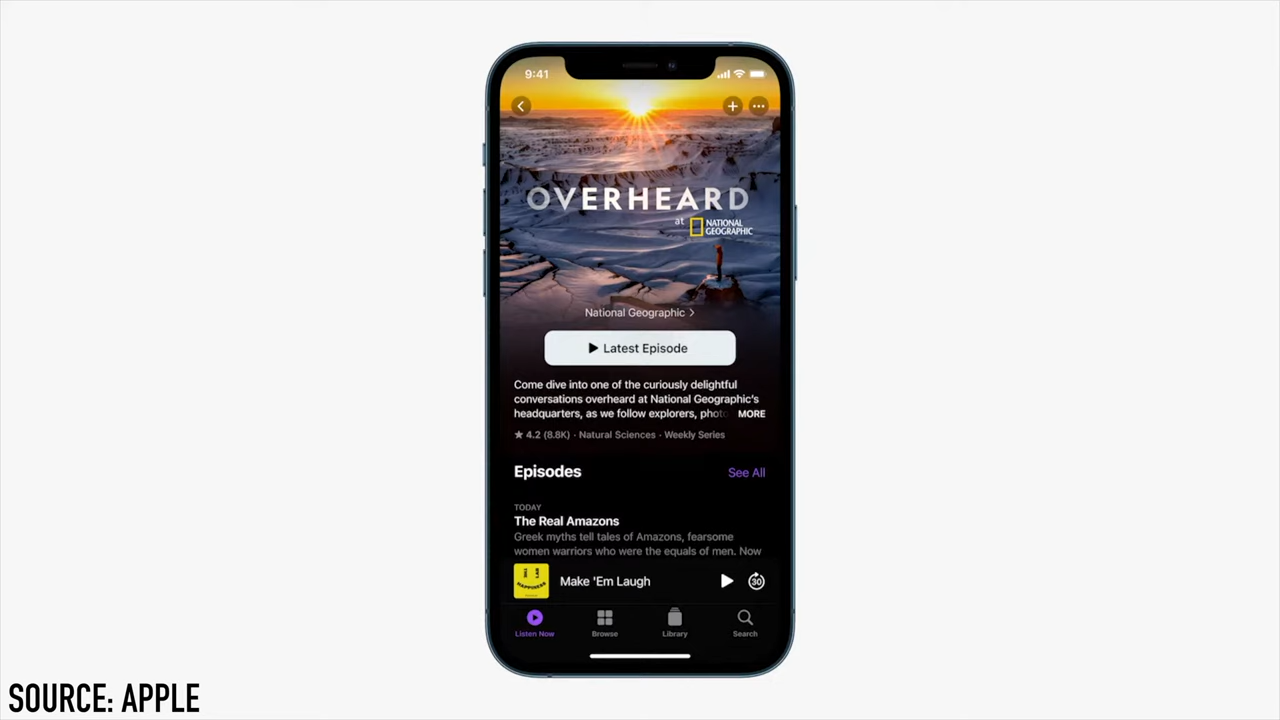 9:41
OVERHEARD
at NATIONAL
GEOGRAPHIC
National Geographic >
Latest Episode
Come dive into one of the curiously delightful
conversations overheard at National Geographic's
headquarters, as we follow explorers, photo MORE
★ 4.2 (8.8K) · Natural Sciences · Weekly Series
Episodes See All
TODAY
The Real Amazons
Greek myths tell tales of Amazons, fearsome
women warriors who were the equals of men. Now
HAPPINESS
Make 'Em Laugh
30
Listen Now Browse Library Search
SOURCE: APPLE